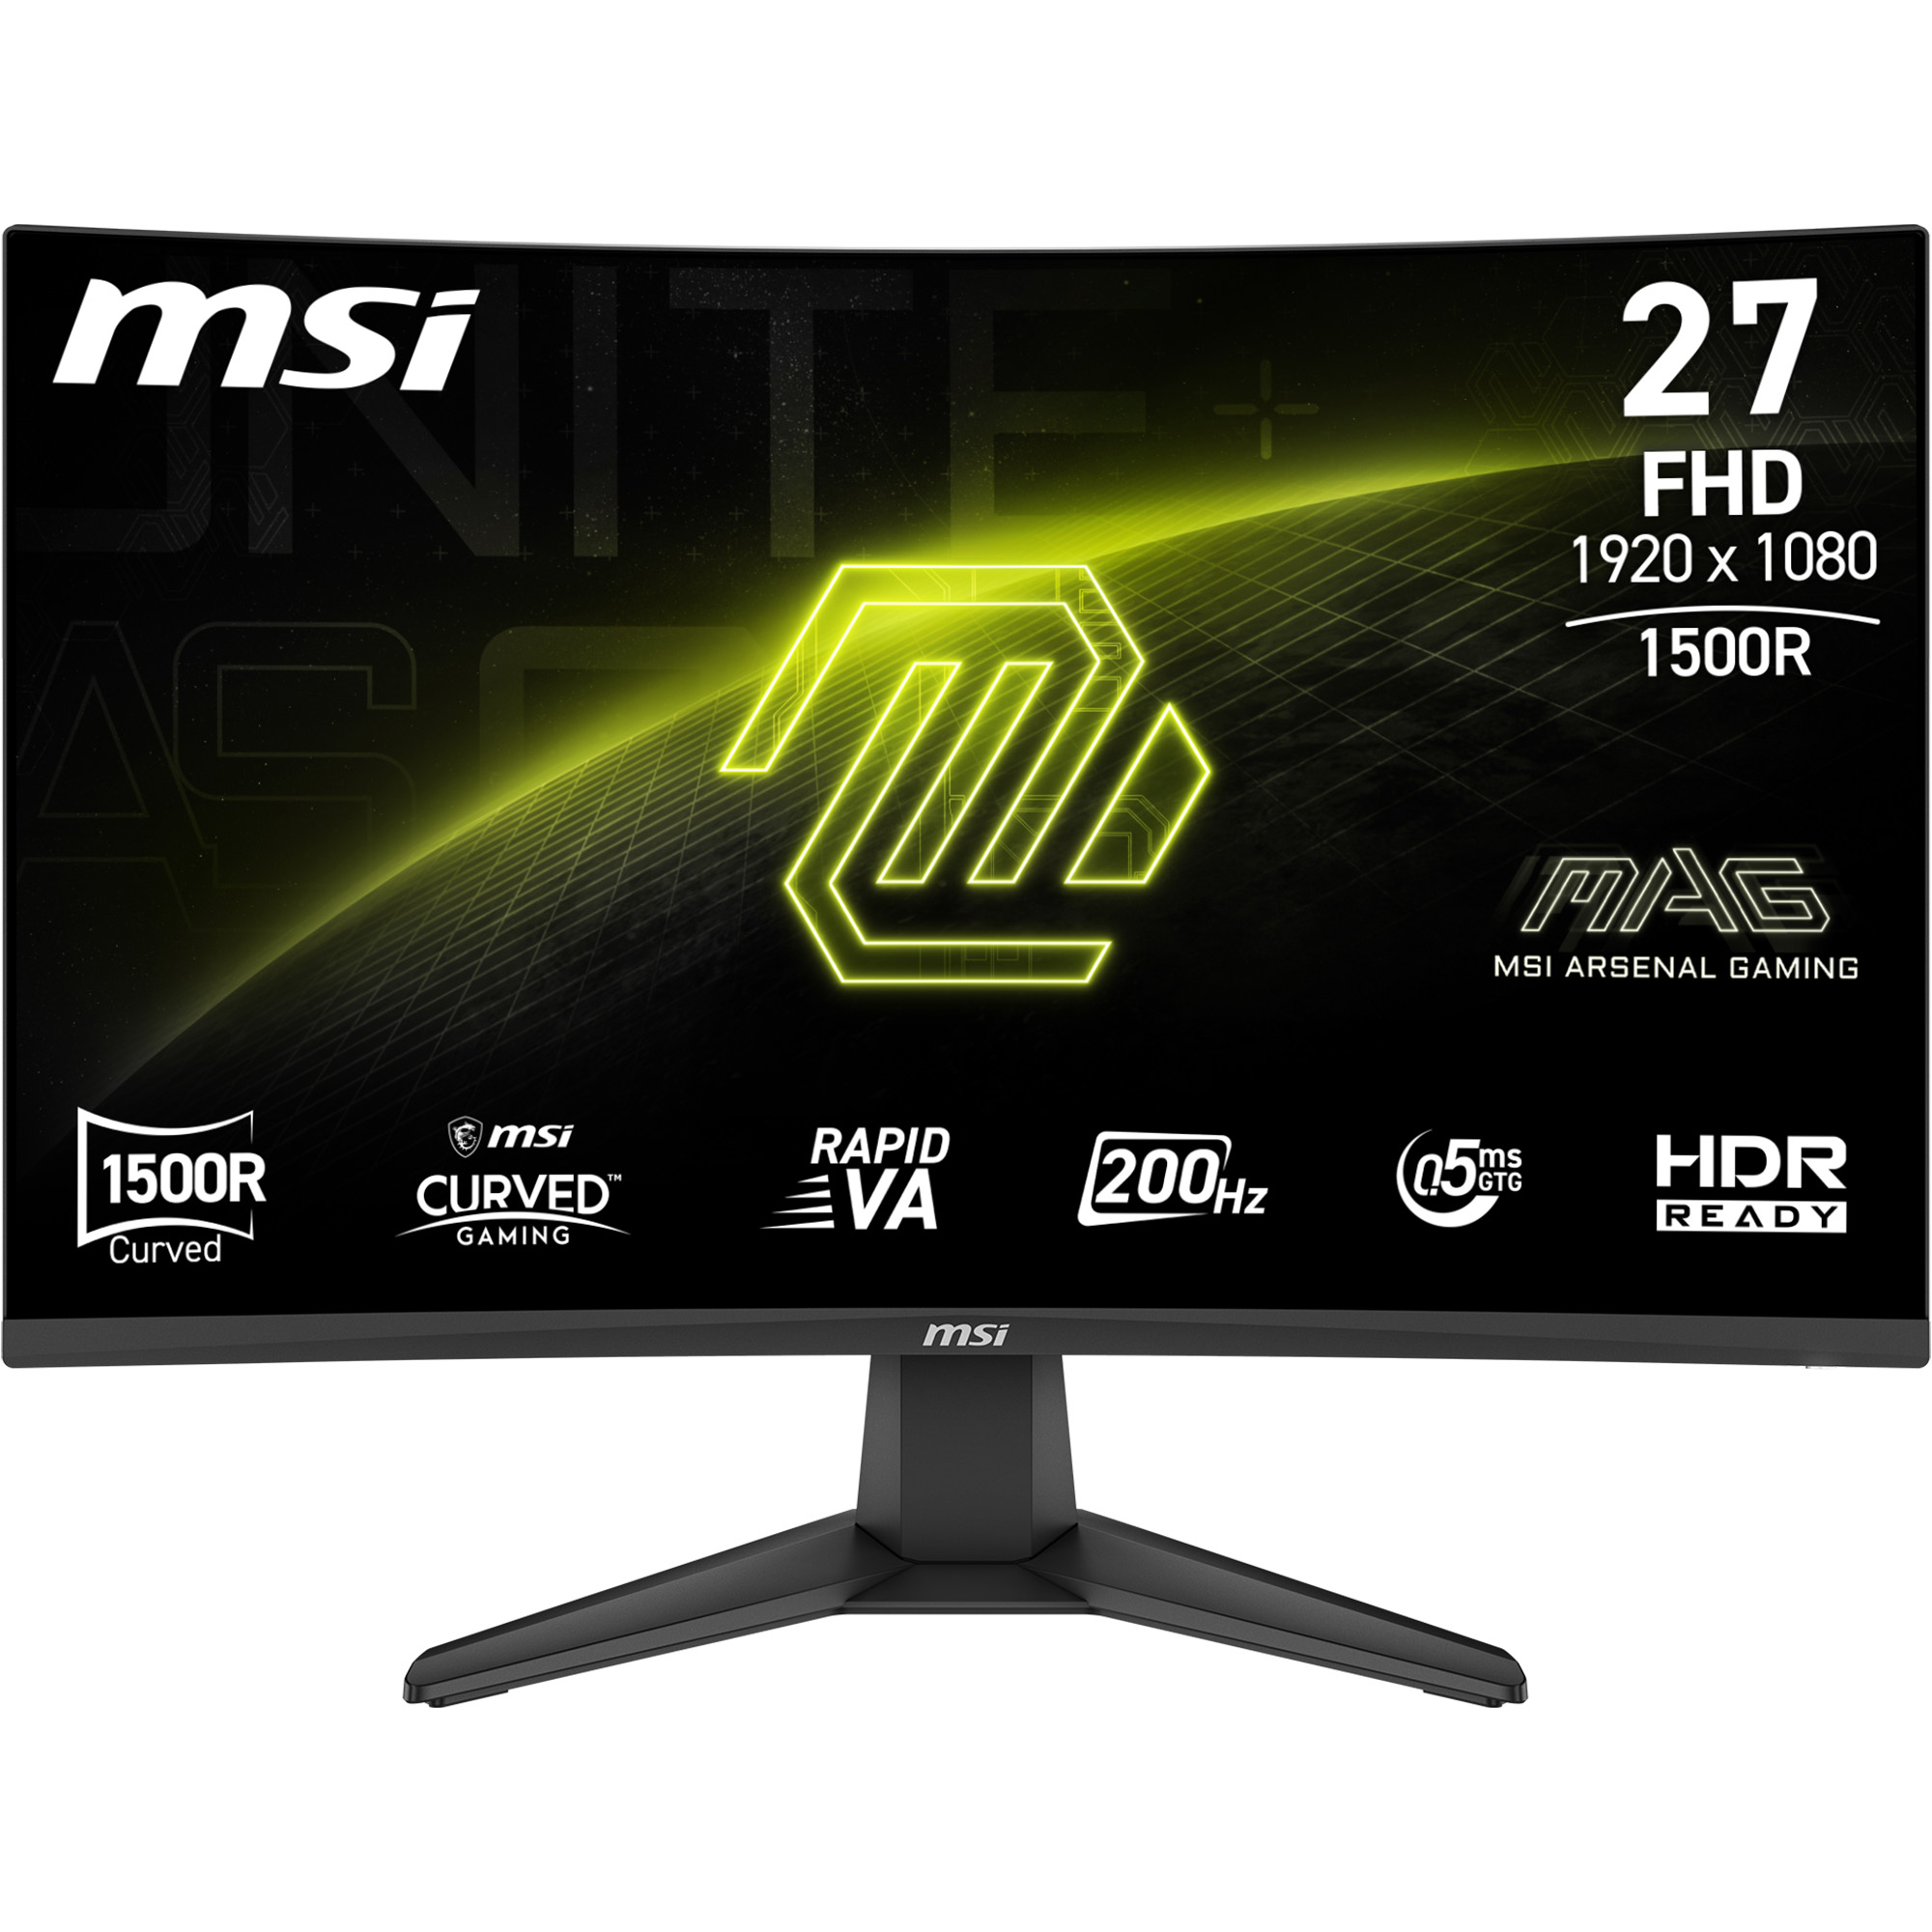 msi
27
FHD
1920 x 1080
1500R
MAG
MSI ARSENAL GAMING
1500R
Curved
msi
CURVED™
GAMING
RAPID
VA
200Hz
0.5ms
GTG
HDR
READY
msi